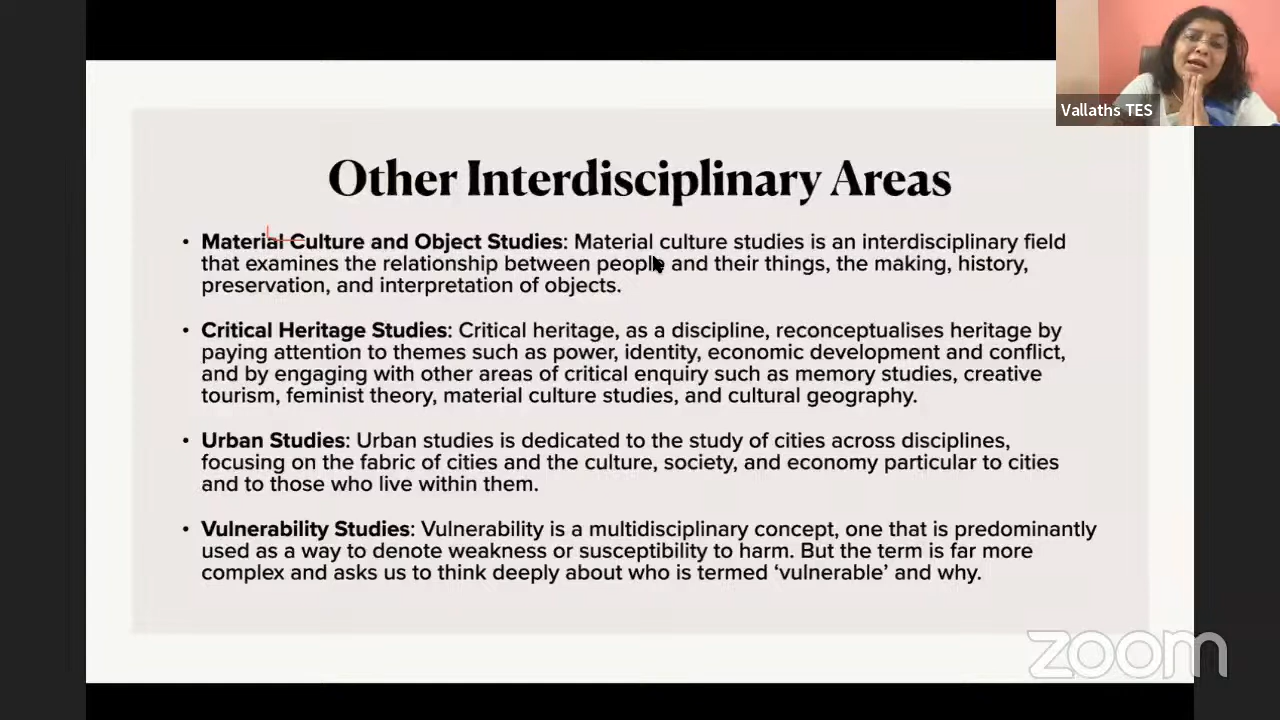 Vallaths TES
Other Interdisciplinary Areas
• Material Culture and Object Studies: Material culture studies is an interdisciplinary field
that examines the relationship between people and their things, the making, history,
preservation, and interpretation of objects.
• Critical Heritage Studies: Critical heritage, as a discipline, reconceptualises heritage by
paying attention to themes such as power, identity, economic development and conflict,
and by engaging with other areas of critical enquiry such as memory studies, creative
tourism, feminist theory, material culture studies, and cultural geography.
• Urban Studies: Urban studies is dedicated to the study of cities across disciplines,
focusing on the fabric of cities and the culture, society, and economy particular to cities
and to those who live within them.
• Vulnerability Studies: Vulnerability is a multidisciplinary concept, one that is predominantly
used as a way to denote weakness or susceptibility to harm. But the term is far more
complex and asks us to think deeply about who is termed ‘vulnerable’ and why.
zoom